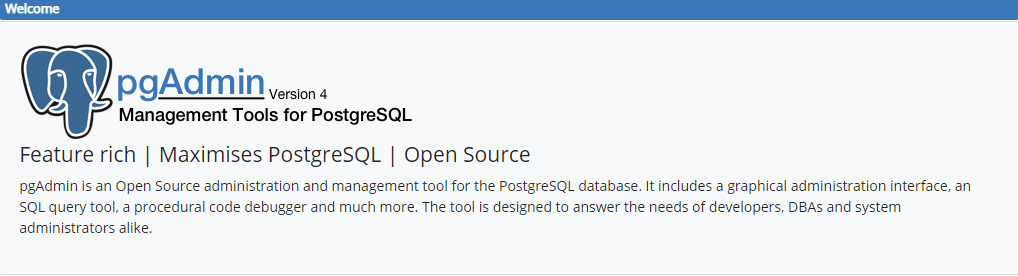 Welcome
pgAdmin Version 4
Management Tools for PostgreSQL
Feature rich | Maximises PostgreSQL | Open Source
pgAdmin is an Open Source administration and management tool for the PostgreSQL database. It includes a graphical administration interface, an
SQL query tool, a procedural code debugger and much more. The tool is designed to answer the needs of developers, DBAs and system
administrators alike.